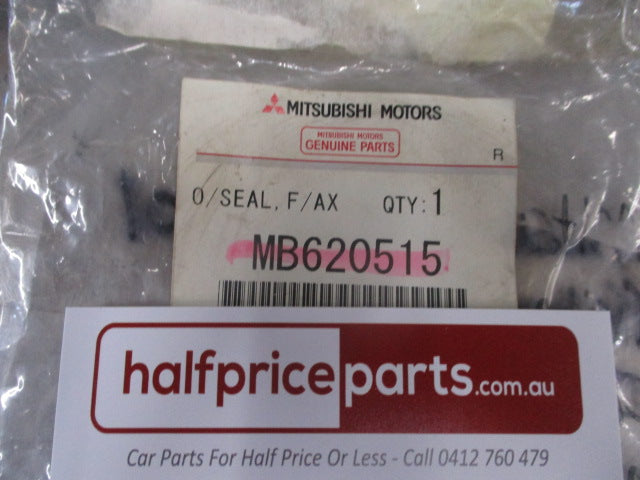 MITSUBISHI MOTORS
MITSUBISHI MOTORS
GENUINE PARTS
R
O/SEAL,F/AX QTY:1
MB620515
halfpriceparts.com.au
Car Parts For Half Price Or Less - Call 0412 760 479